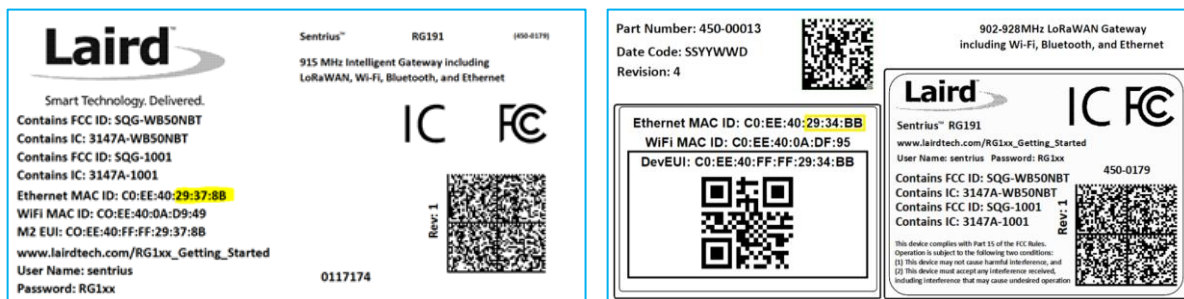 Laird
Smart Technology. Delivered.
Sentrius™ RG191 (450-0179)
915 MHz Intelligent Gateway including
LoRaWAN, Wi-Fi, Bluetooth, and Ethernet
Contains FCC ID: SQG-WB50NBT
Contains IC: 3147A-WB50NBT
Contains FCC ID: SQG-1001
Contains IC: 3147A-1001
Ethernet MAC ID: C0:EE:40:29:37:8B
WiFi MAC ID: CO:EE:40:0A:D9:49
M2 EUI: CO:EE:40:FF:FF:29:37:8B
www.lairdtech.com/RG1xx_Getting_Started
User Name: sentrius
Password: RG1xx
IC FC
Rev: 1
0117174
Part Number: 450-00013
Date Code: SSYYWWD
Revision: 4
Ethernet MAC ID: C0:EE:40:29:34:BB
WiFi MAC ID: C0:EE:40:0A:DF:95
DevEUI: C0:EE:40:FF:FF:29:34:BB
902-928MHz LoRaWAN Gateway
including Wi-Fi, Bluetooth, and Ethernet
Laird
IC FC
Sentrius™ RG191
www.lairdtech.com/RG1xx_Getting_Started
User Name: sentrius Password: RG1xx
450-0179
Contains FCC ID: SQG-WB50NBT
Contains IC: 3147A-WB50NBT
Contains FCC ID: SQG-1001
Contains IC: 3147A-1001
Rev: 1
This device complies with Part 15 of the FCC Rules.
Operation is subject to the following two conditions:
(1) This device may not cause harmful interference, and
(2) This device must accept any interference received,
including interference that may cause undesired operation